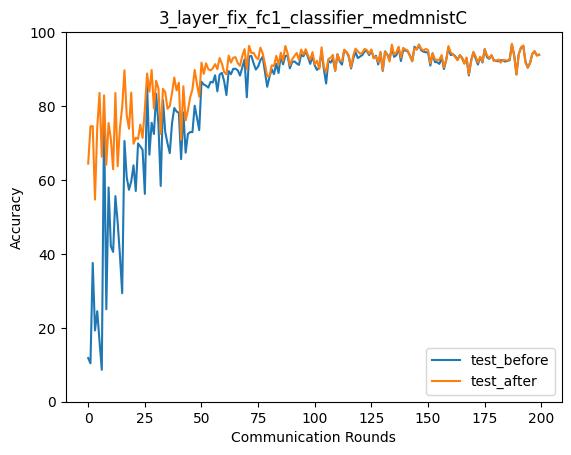 3_layer_fix_fc1_classifier_medmnistC
Accuracy
100
80
60
40
20
0
0 25 50 75 100 125 150 175 200
Communication Rounds
test_before
test_after